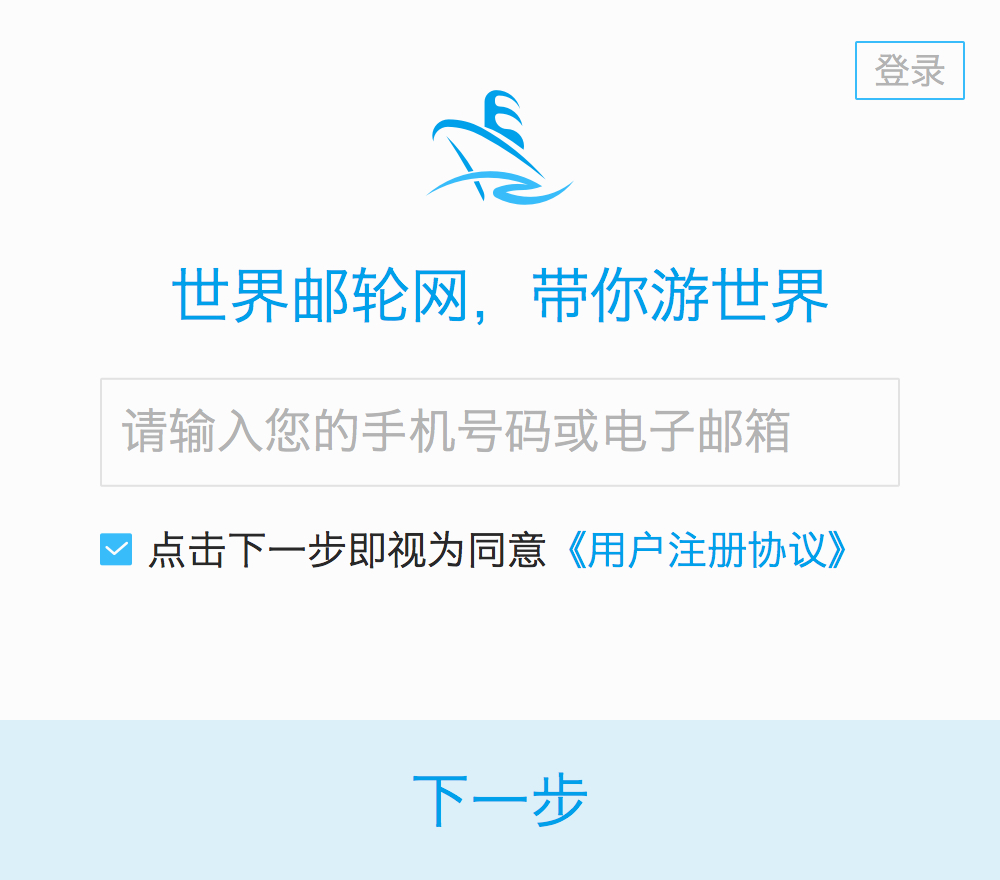 登录
世界邮轮网，带你游世界
请输入您的手机号码或电子邮箱
点击下一步即视为同意《用户注册协议》
下一步